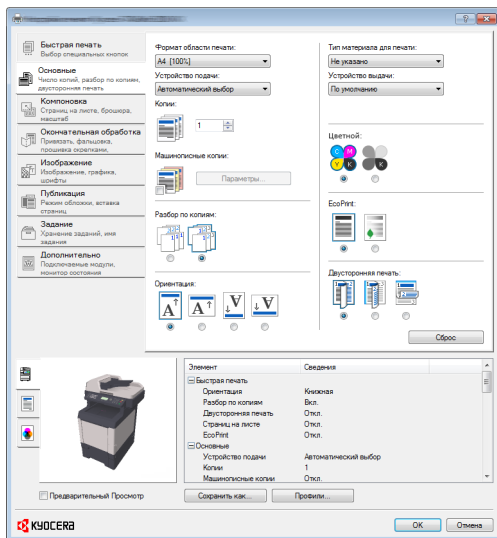 Быстрая печать
Выбор специальных кнопок
Основные
Число копий, разбор по копиям,
двусторонняя печать
Компоновка
Страниц на листе, брошюра,
масштаб
Окончательная обработка
Привязать, фальцовка,
прошивка скрепками,
Изображение
Изображение, графика,
шрифты
Публикация
Режим обложки, вставка
страниц
Задание
Хранение заданий, имя
задания
Дополнительно
Подключаемые модули,
монитор состояния
Формат области печати:
A4 [100%]
Устройство подачи:
Автоматический выбор
Копии:
1
Машинописные копии:
Параметры...
Разбор по копиям:
Ориентация:
A A A A
Тип материала для печати:
Не указано
Устройство выдачи:
По умолчанию
Цветной:
C M
Y K K
EcoPrint:
Двусторонняя печать:
Сброс
Элемент Сведения
Быстрая печать
Ориентация Книжная
Разбор по копиям Вкл.
Двусторонняя печать Откл.
Страниц на листе Откл.
EcoPrint Откл.
Основные
Устройство подачи Автоматический выбор
Копии 1
Машинописные копии Откл.
Предварительный Просмотр
Сохранить как...
Профили...
KYOCERA
OK
Отмена